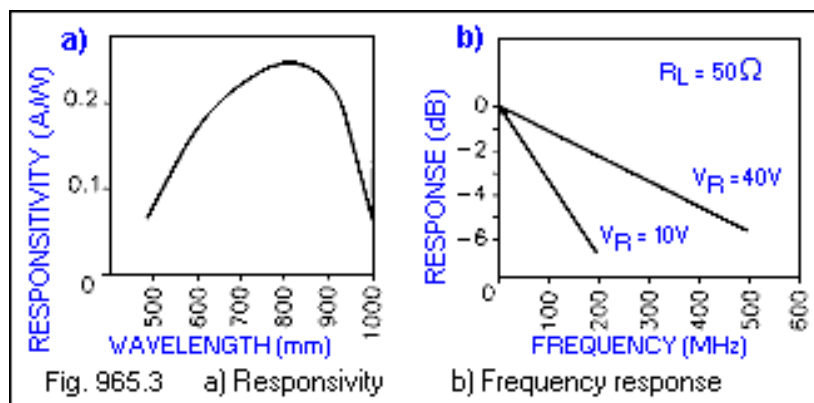 a)
RESPONSITIVITY (A/W)
0.2
0.1
0
500
600
700
800
900
1000
WAVELENGTH (mm)
b)
RL = 50Ω
RESPONSE (dB)
0
−2
−4
−6
VR = 40V
VR = 10V
0
100
200
300
400
500
600
FREQUENCY (MHz)
Fig. 965.3 a) Responsivity b) Frequency response